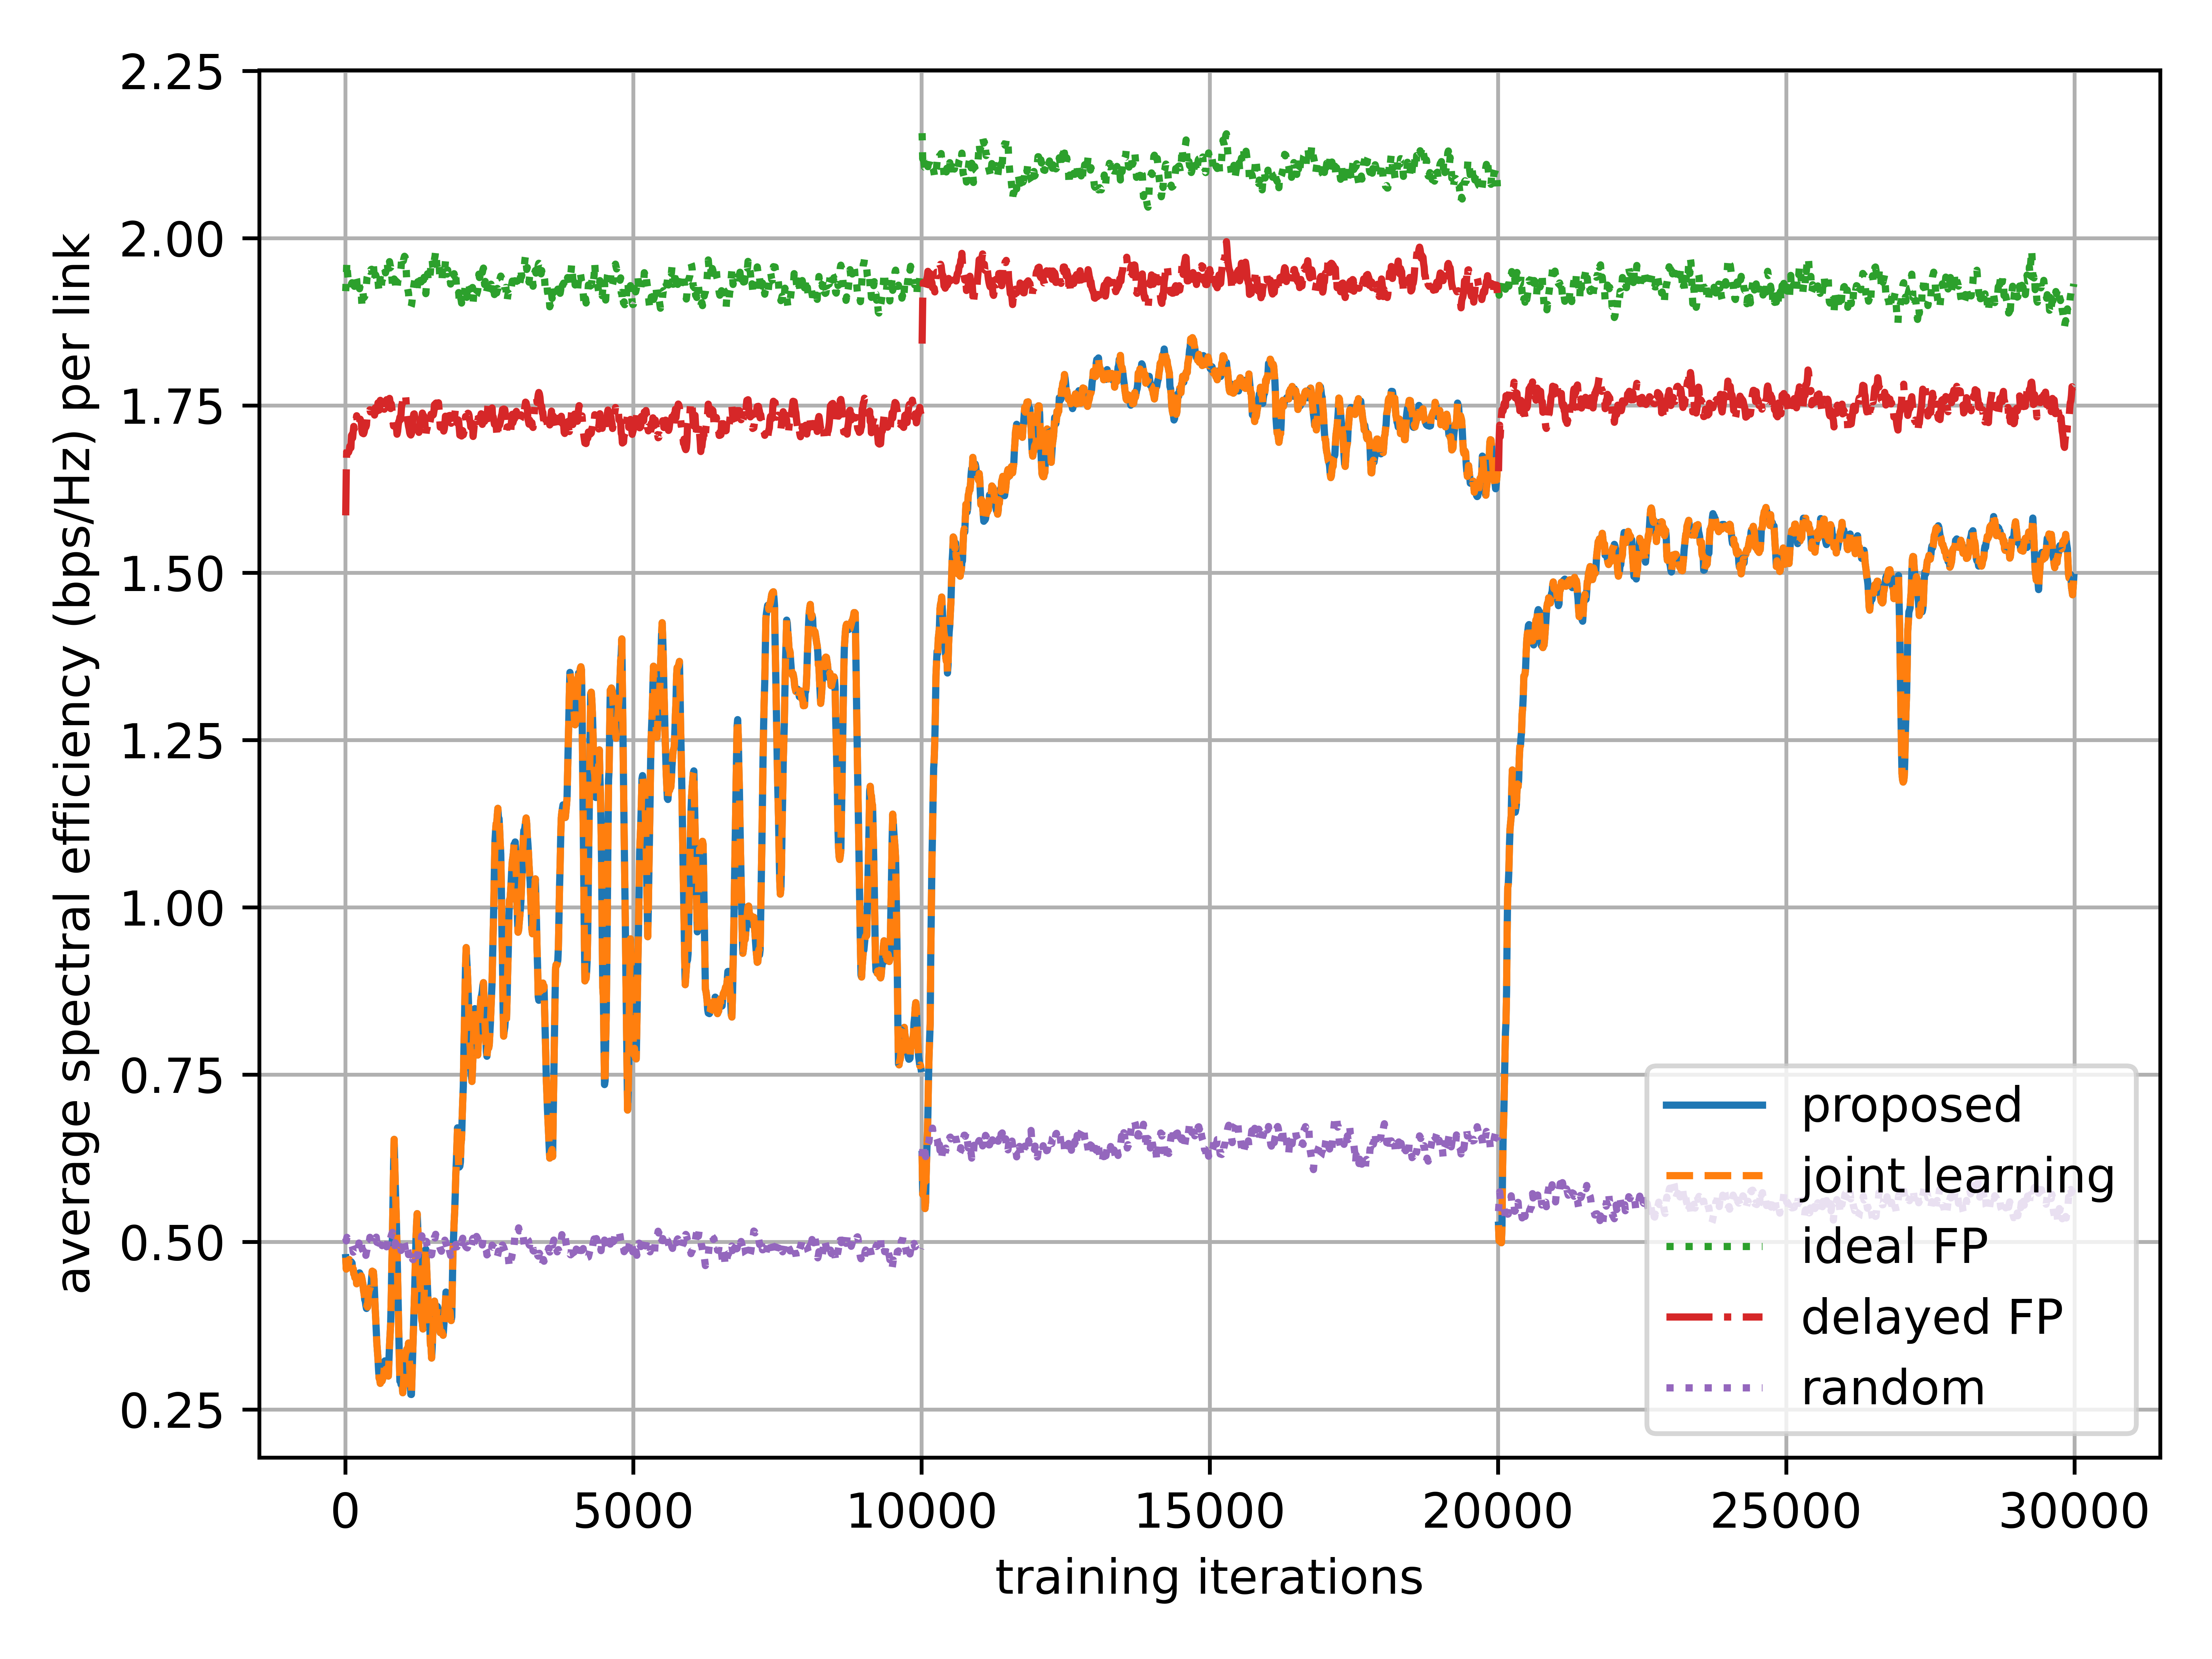 2.25
2.00
1.75
1.50
1.25
1.00
0.75
0.50
0.25
average spectral efficiency (bps/Hz) per link
proposed
joint learning
ideal FP
delayed FP
random
0 5000 10000 15000 20000 25000 30000
training iterations